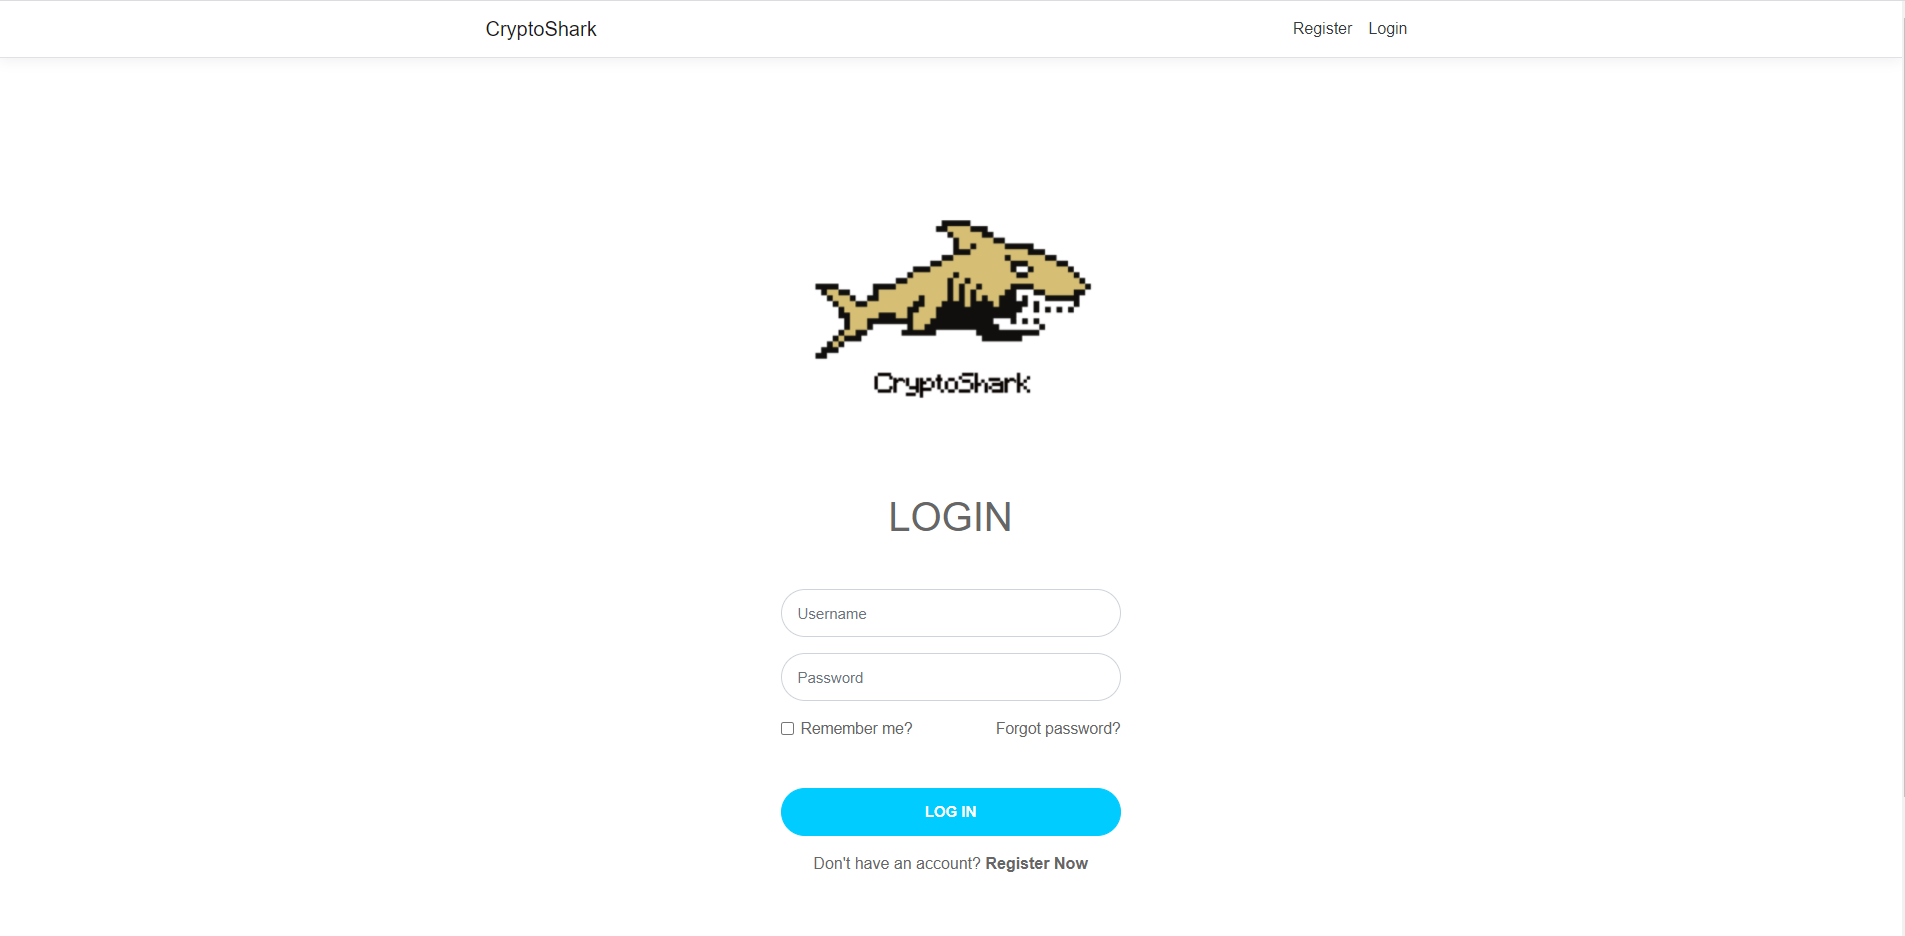 CryptoShark
Register Login
CryptoShark
LOGIN
Username
Password
Remember me? Forgot password?
LOG IN
Don't have an account? Register Now